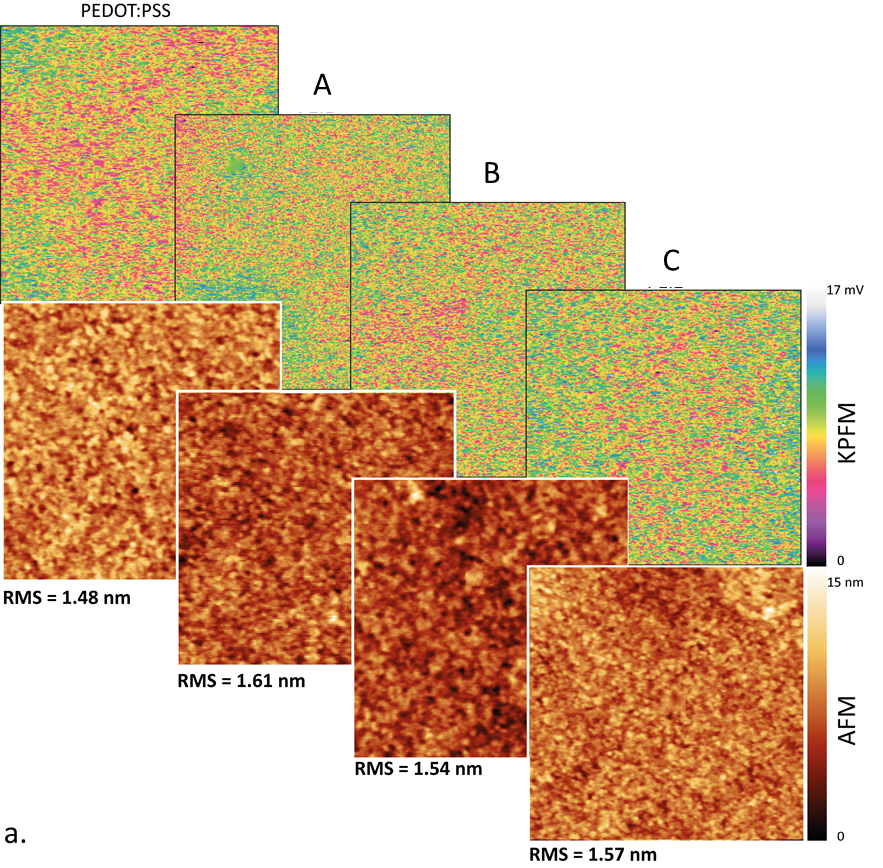 PEDOT:PSS
A
B
C
17 mV
KPFM
0
RMS = 1.48 nm
15 nm
RMS = 1.61 nm
AFM
RMS = 1.54 nm
0
a.
RMS = 1.57 nm